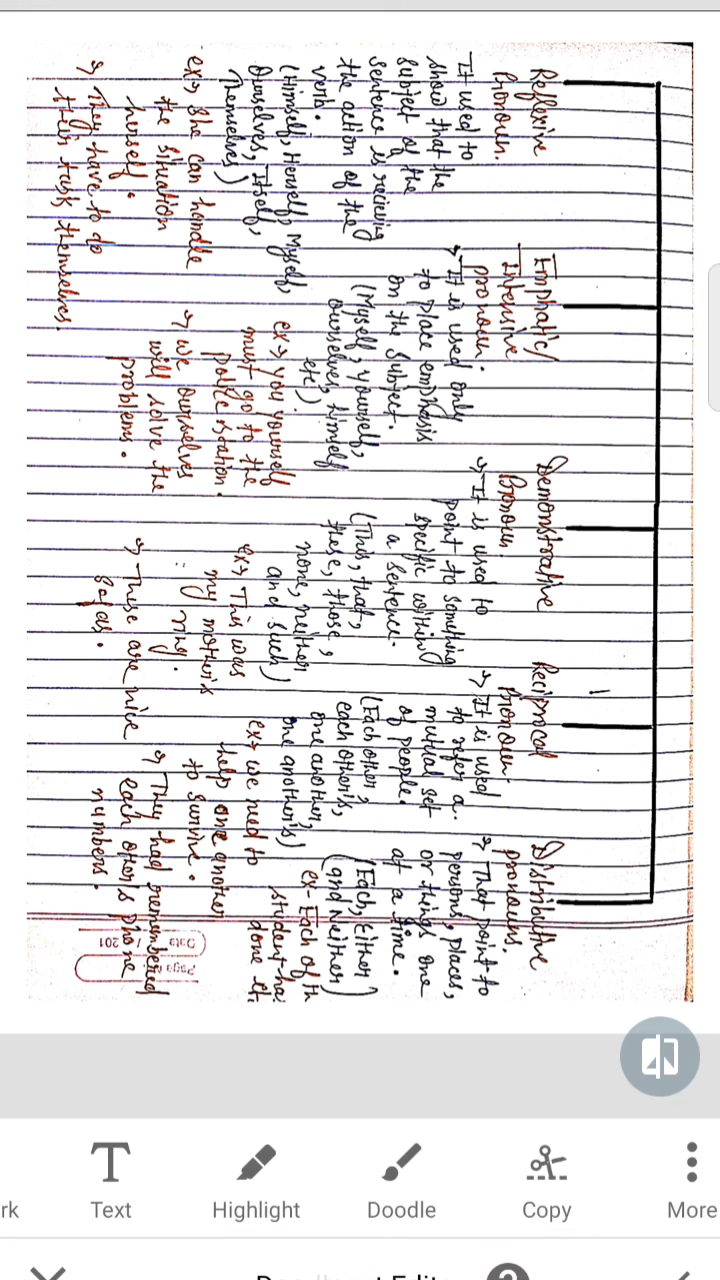 Reflexive
Pronoun.
It used to
show that the
subject of the
sentence is recieving
the action of the
verb.
(Himself, Herself, Myself,
Ourselves, Itself,
Themselves)
ex→ She can handle
the situation
herself.
→ They have to do
their task themselves.
Emphatic/
Intensive
pronoun.
→ It is used only
to place emphasis
on the subject.
(Myself, yourself,
ourselves, himself
etc)
ex→ you yourself
must go to the
police station.
→ we ourselves
will solve the
problems.
Demonstrative
Pronoun
→ It is used to
point to something
specific within
a sentence.
(This, that,
these, those,
none, neither
and such)
ex→ This was
my mother's
ring.
→ These are nice
sofas.
Reciprocal
Pronoun.
→ It is used
to refer a
mutual set
of people.
(Each other,
each other's,
one another,
one another's)
ex→ we need to
help one another
to survive.
→ They had remembered
each other's phone
numbers.
Distributive
pronouns.
→ That point to
persons, places,
or things one
at a time.
(Each, Either
and Neither)
ex- Each of th
student ha
done
Page
Date
201
rk
Text
Highlight
Doodle
Copy
More